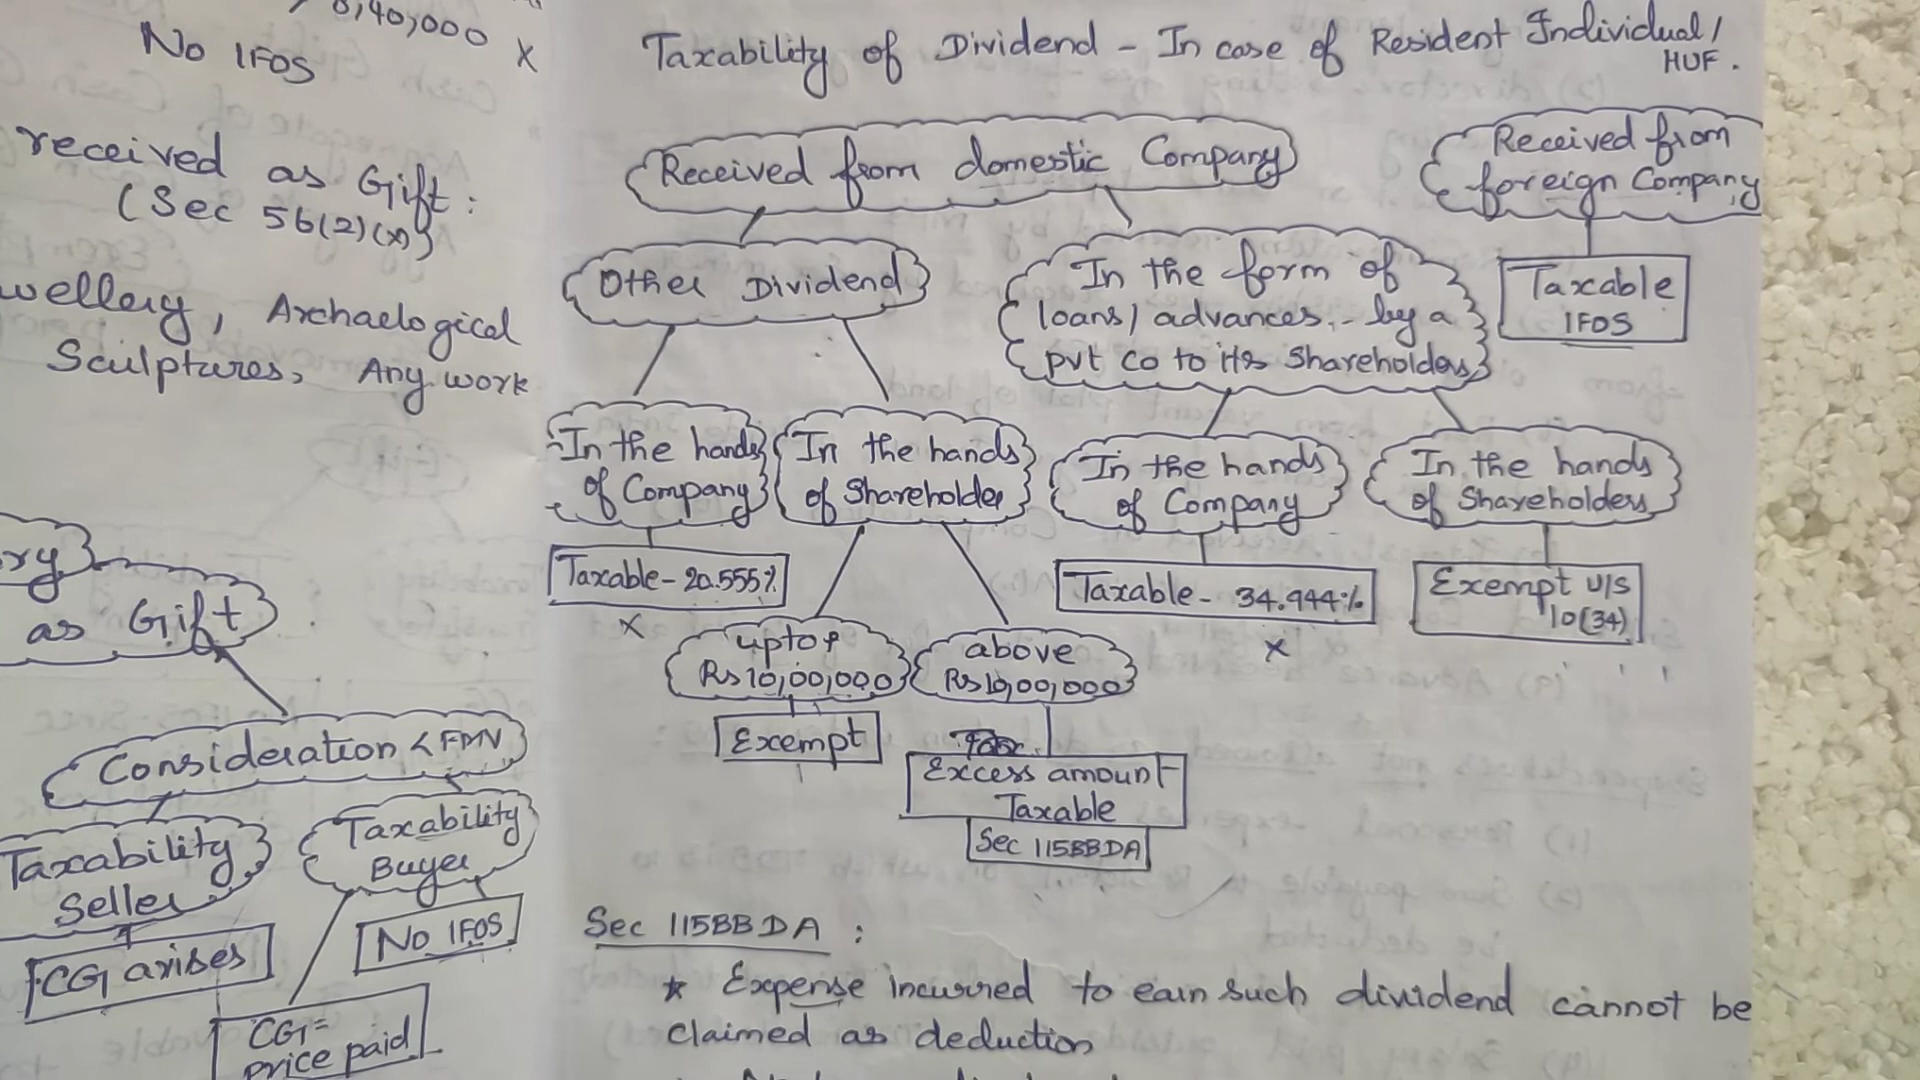 8,40,000
No IFOS
x
received as Gift:
(Sec 56(2)(x)}
wellery, Archaelogical
Sculptures, Any work
ry
as Gift
Consideration < FMV
Taxability
Seller
Taxability
Buyer
CG arises
No IFOS
CG =
price paid
Taxability of Dividend - In case of Resident Individual/
HUF.
Received from domestic Company
Received from
foreign Company
Other Dividend
In the form of
loans/ advances - by a
pvt co to its Shareholders
Taxable
IFOS
In the hands
of Company
In the hands
of Shareholder
In the hands
of Company
In the hands
of Shareholders
Taxable - 20.555%
x
Taxable - 34.944%
x
Exempt U/S
10(34)
upto
Rs 10,00,000
above
Rs 10,00,000
Exempt
Excess amount
Taxable
Sec 115BBDA
Sec 115BBDA :
* Expense incurred to earn such dividend cannot be
claimed as deduction